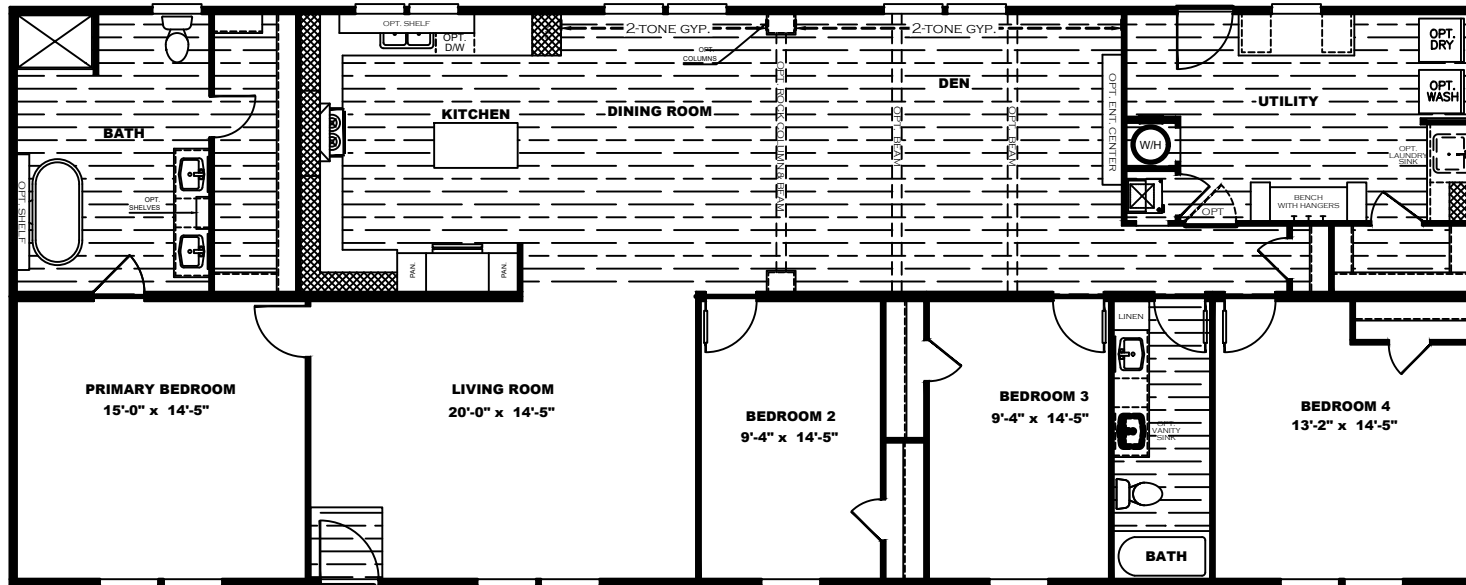 OPT. SHELF
OPT.
D/W
2-TONE GYP.
OPT.
COLUMNS
2-TONE GYP.
OPT.
DRY
OPT.
WASH
BATH
KITCHEN
DINING ROOM
DEN
UTILITY
OPT. ROCK COLUMN & BEAM
OPT. BEAM
OPT. BEAM
OPT. ENT. CENTER
W/H
OPT.
LAUNDRY
SINK
OPT. SHELF
OPT.
SHELVES
OPT
BENCH
WITH HANGERS
PAN.
PAN.
LINEN
PRIMARY BEDROOM
15'-0" x 14'-5"
LIVING ROOM
20'-0" x 14'-5"
BEDROOM 2
9'-4" x 14'-5"
BEDROOM 3
9'-4" x 14'-5"
OPT.
VANITY
SINK
BEDROOM 4
13'-2" x 14'-5"
BATH